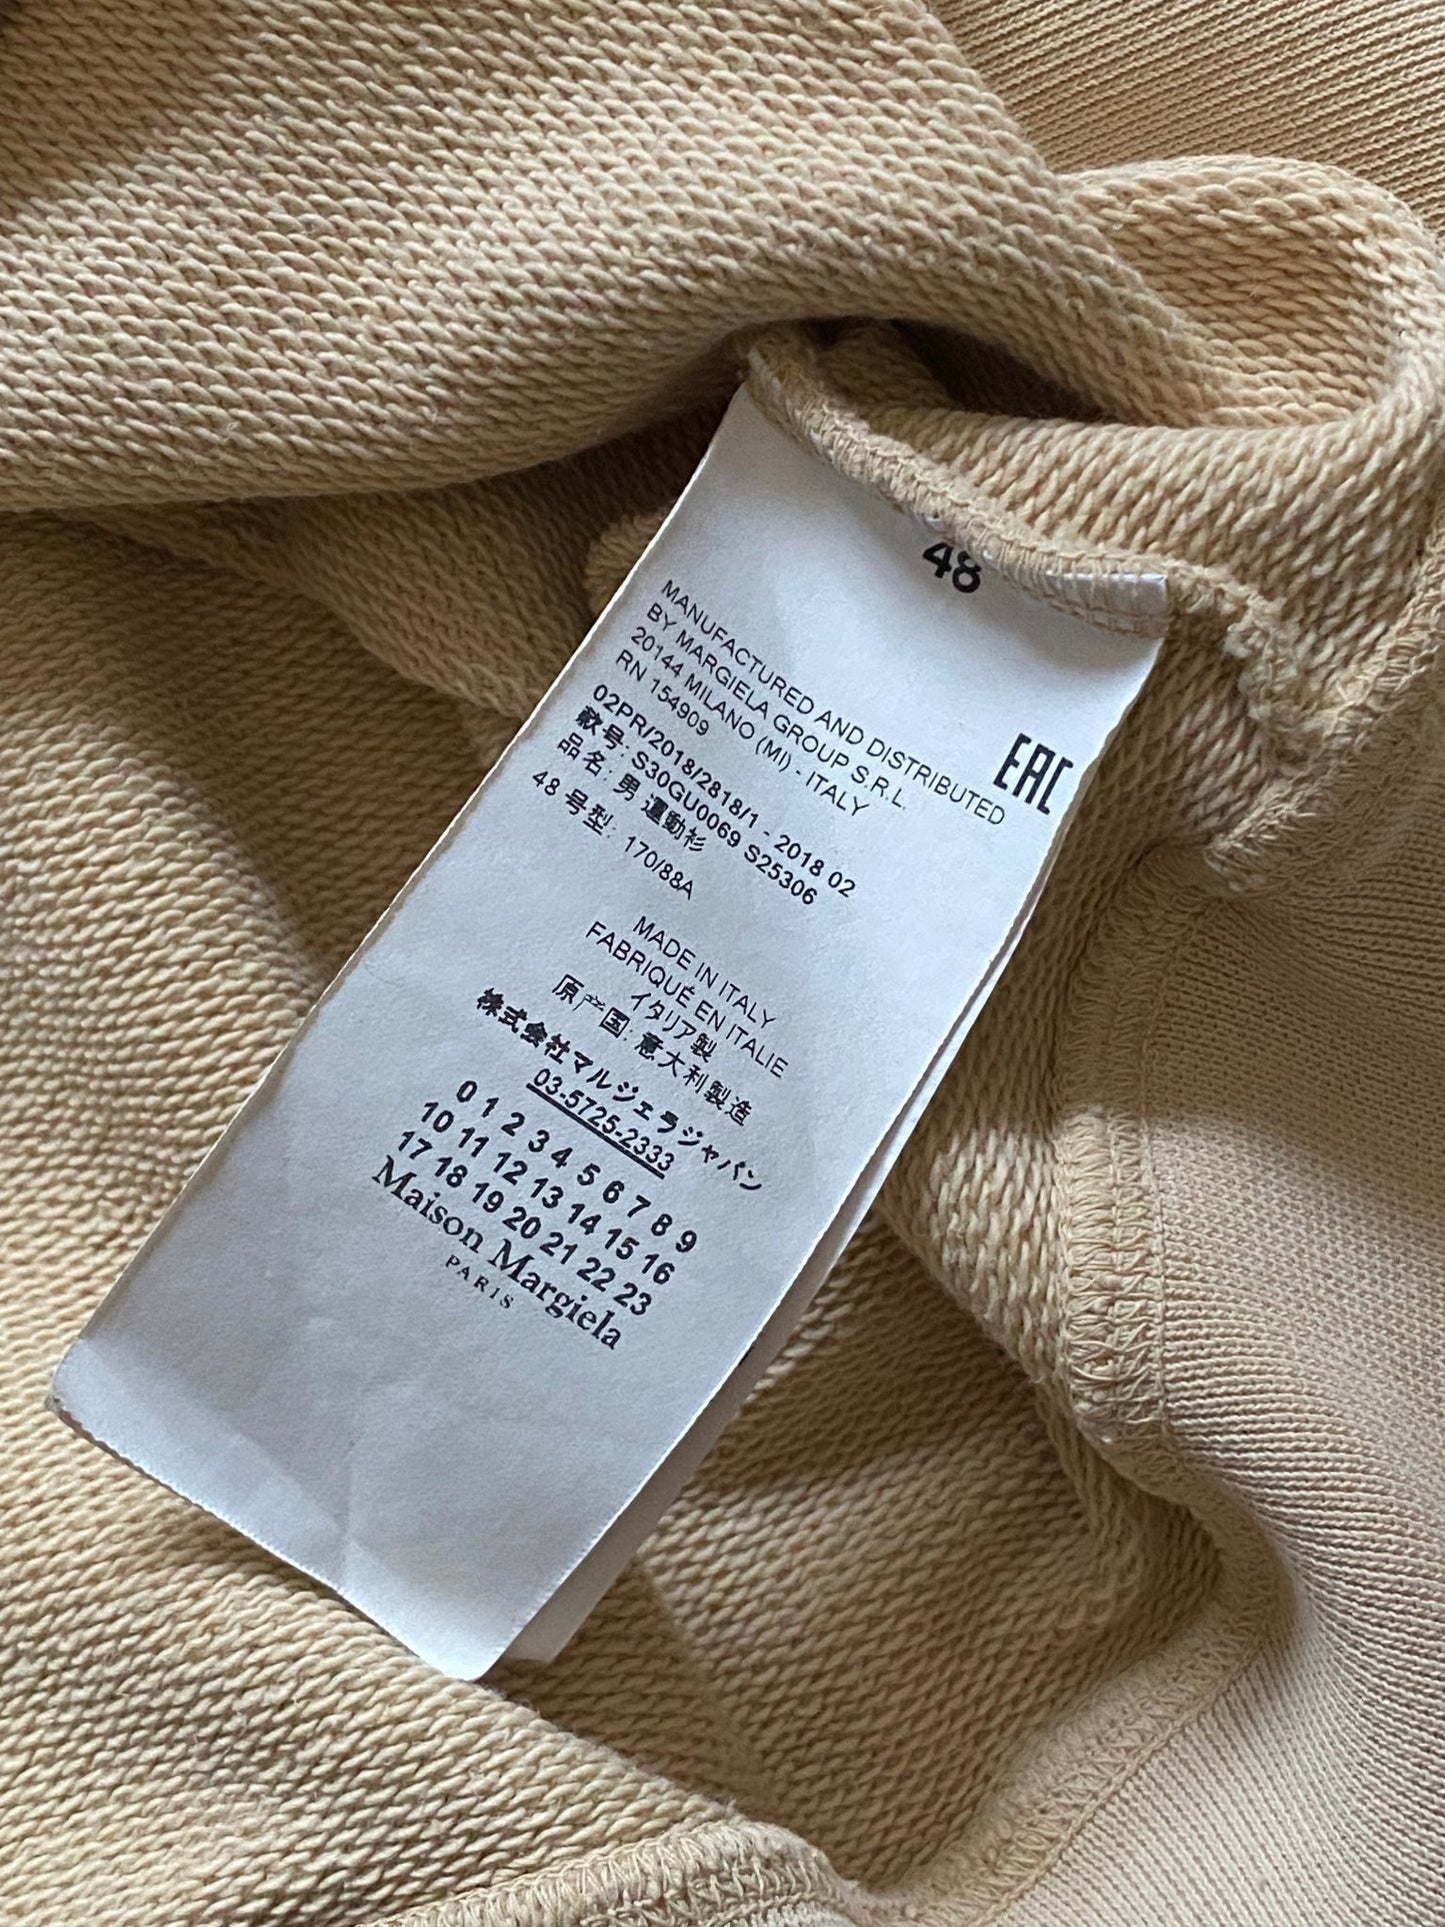 48
MANUFACTURED AND DISTRIBUTED
BY MARGIELA GROUP S.R.L.
20144 MILANO (MI) - ITALY
RN 154909
EAC
02PR/2018/2818/1 - 2018 02
款号: S30GU0069 S25306
品名: 男 運動衫
48 号型: 170/88A
MADE IN ITALY
FABRIQUÉ EN ITALIE
イタリア製
原产国: 意大利製造
株式会社マルジェラジャパン
03-5725-2333
0 1 2 3 4 5 6 7 8 9
10 11 12 13 14 15 16
17 18 19 20 21 22 23
Maison Margiela
PARIS